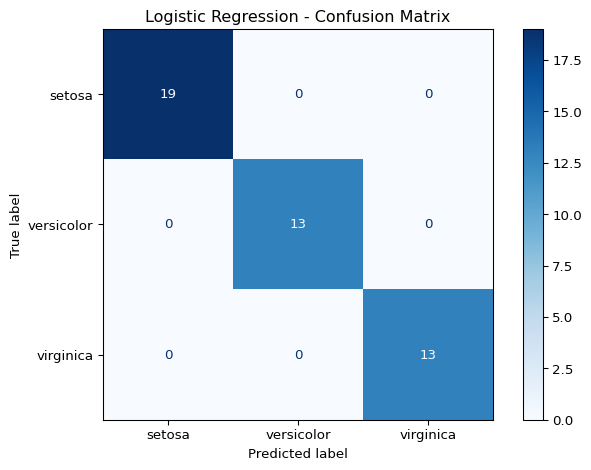 Logistic Regression - Confusion Matrix
setosa 19 0 0
versicolor 0 13 0
virginica 0 0 13
setosa versicolor virginica
Predicted label
True label
17.5
15.0
12.5
10.0
7.5
5.0
2.5
0.0